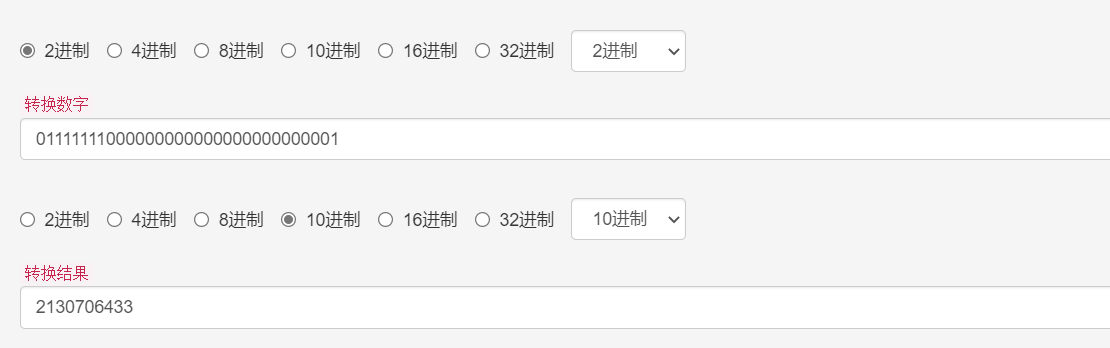 2进制 4进制 8进制 10进制 16进制 32进制 2进制
转换数字
01111111000000000000000000000001
2进制 4进制 8进制 10进制 16进制 32进制 10进制
转换结果
2130706433